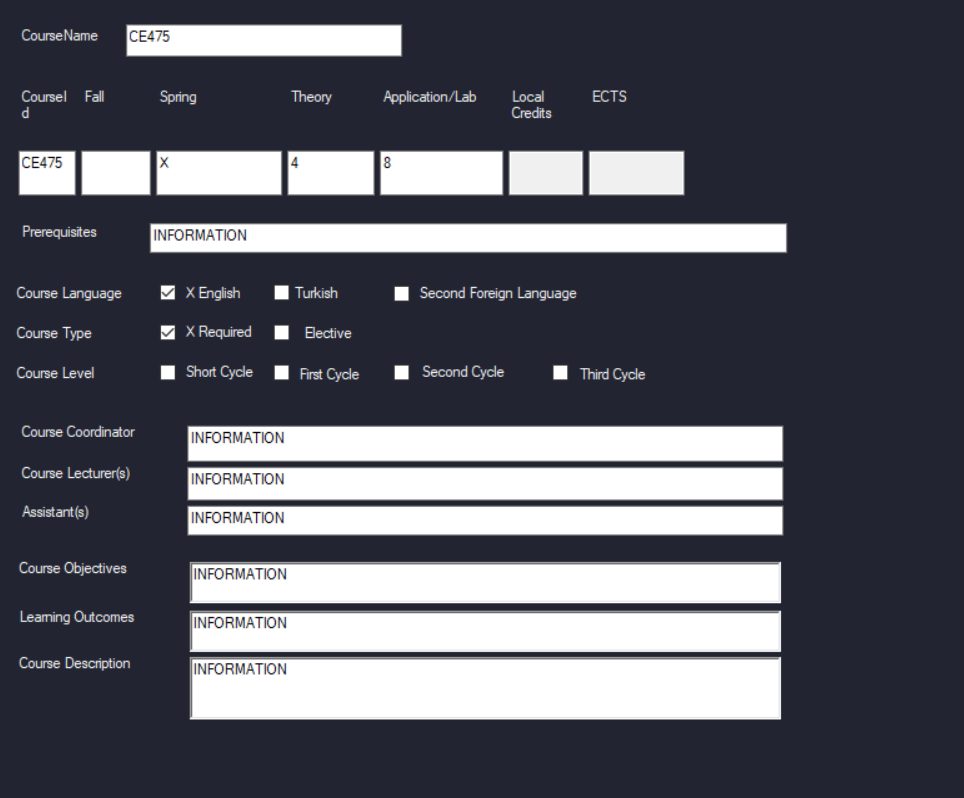 CourseName CE475
CourseI Fall Spring Theory Application/Lab Local ECTS
d Credits
CE475 X 4 8
Prerequisites INFORMATION
Course Language X English Turkish Second Foreign Language
Course Type X Required Elective
Course Level Short Cycle First Cycle Second Cycle Third Cycle
Course Coordinator INFORMATION
Course Lecturer(s) INFORMATION
Assistant(s) INFORMATION
Course Objectives INFORMATION
Learning Outcomes INFORMATION
Course Description INFORMATION